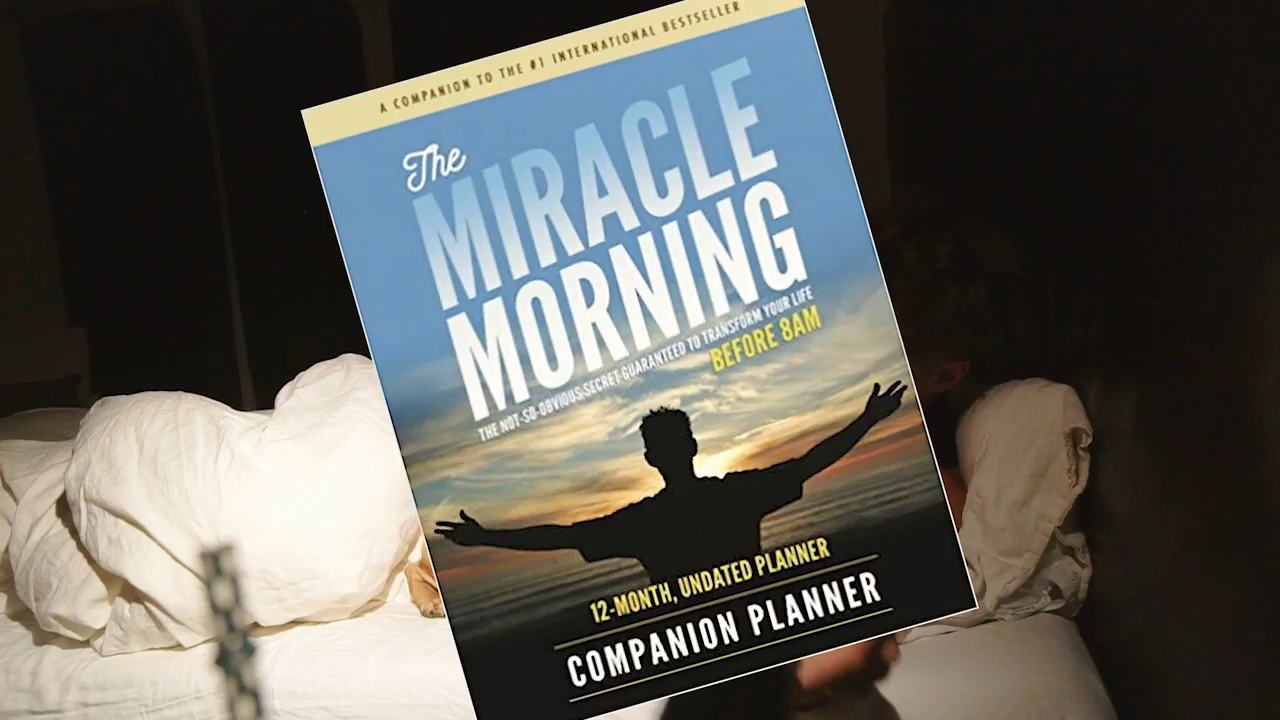 A COMPANION TO THE #1 INTERNATIONAL BESTSELLER
The
MIRACLE
MORNING
THE NOT-SO-OBVIOUS SECRET GUARANTEED TO TRANSFORM YOUR LIFE
BEFORE 8AM
12-MONTH, UNDATED PLANNER
COMPANION PLANNER